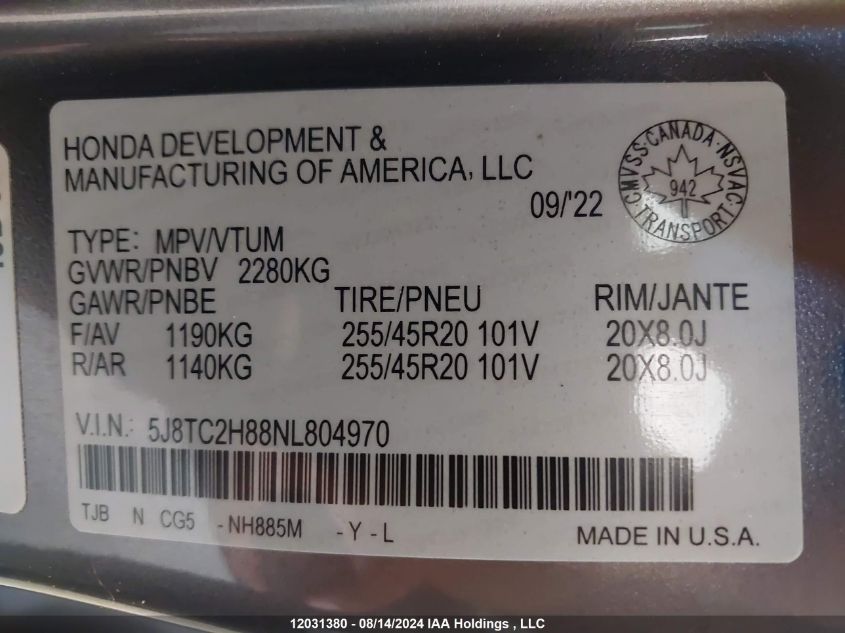 HONDA DEVELOPMENT &
MANUFACTURING OF AMERICA, LLC
09/'22
CMVSS·CANADA·NSVAC
942
TRANSPORT
TYPE: MPV/VTUM
GVWR/PNBV 2280KG
GAWR/PNBE TIRE/PNEU RIM/JANTE
F/AV 1190KG 255/45R20 101V 20X8.0J
R/AR 1140KG 255/45R20 101V 20X8.0J
V.I.N.: 5J8TC2H88NL804970
TJB N CG5 -NH885M -Y-L
MADE IN U.S.A.
12031380 - 08/14/2024 IAA Holdings , LLC